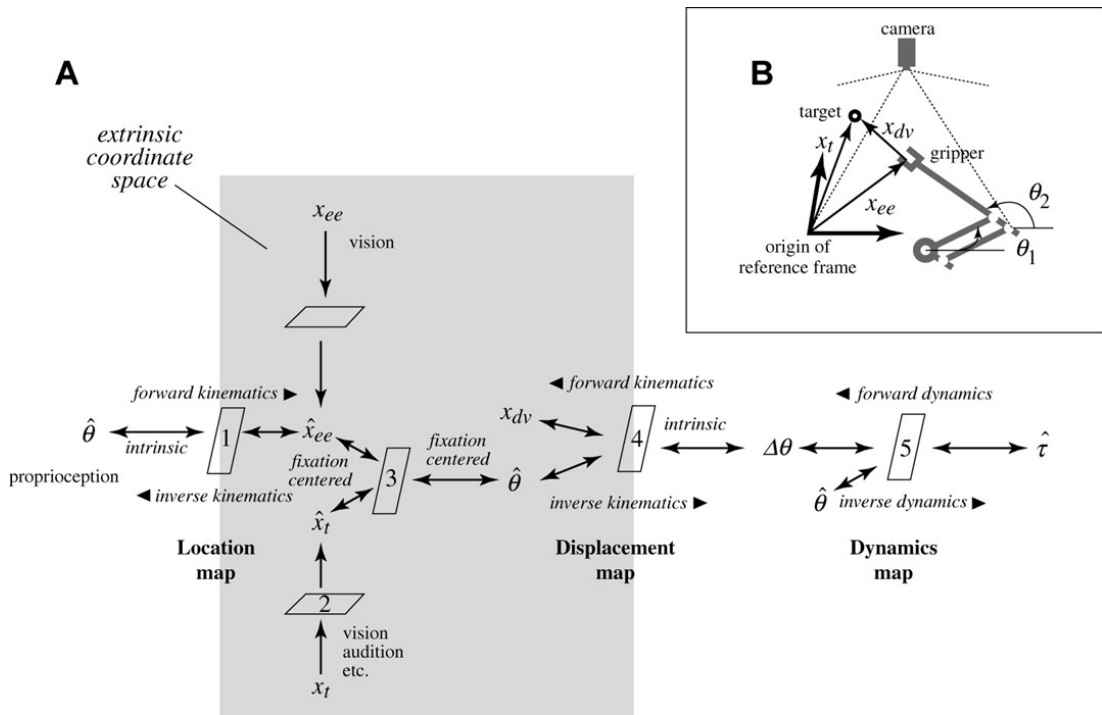 A
extrinsic
coordinate
space
x_ee
vision
forward kinematics ►
θ̂
intrinsic
1
x̂_ee
proprioception
◄ inverse kinematics
fixation
centered
3
fixation
centered
x̂_t
Location
map
2
vision
audition
etc.
x_t
◄ forward kinematics
x_dv
4
intrinsic
θ̂
inverse kinematics ►
Displacement
map
Δθ
◄ forward dynamics
5
τ̂
θ̂
inverse dynamics ►
Dynamics
map
B
camera
target
x_dv
x_t
gripper
x_ee
θ_2
origin of
reference frame
θ_1